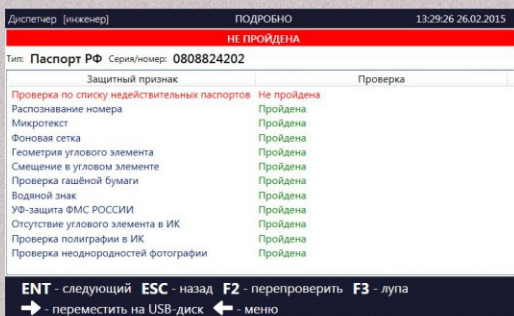 Диспетчер [инженер] ПОДРОБНО 13:29:26 26.02.2015
НЕ ПРОЙДЕНА
Тип: Паспорт РФ Серия/номер: 0808824202
Защитный признак Проверка
Проверка по списку недействительных паспортов Не пройдена
Распознавание номера Пройдена
Микротекст Пройдена
Фоновая сетка Пройдена
Геометрия углового элемента Пройдена
Смещение в угловом элементе Пройдена
Проверка гашёной бумаги Пройдена
Водяной знак Пройдена
УФ-защита ФМС РОССИИ Пройдена
Отсутствие углового элемента в ИК Пройдена
Проверка полиграфии в ИК Пройдена
Проверка неоднородностей фотографии Пройдена
ENT - следующий ESC - назад F2 - перепроверить F3 - лупа
➡ - переместить на USB-диск ⬅ - меню